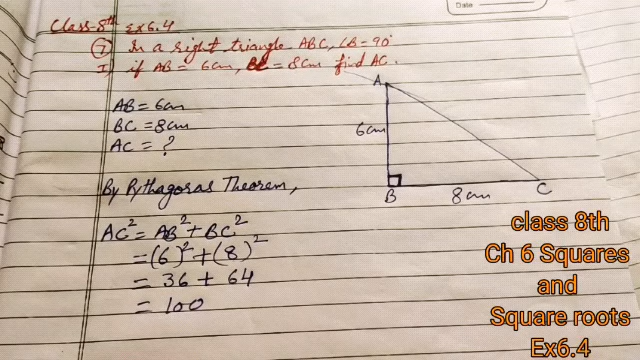 Date
Class-8th Ex6.4
7 In a right triangle ABC, ∠B=90°
I) if AB= 6cm, BC=8cm find AC.
AB=6cm
BC=8cm
AC= ?
A
6cm
B
8cm
C
By Pythagoras Theorem,
AC²=AB²+BC²
=(6)²+(8)²
= 36 + 64
= 100
class 8th
Ch 6 Squares
and
Square roots
Ex6.4